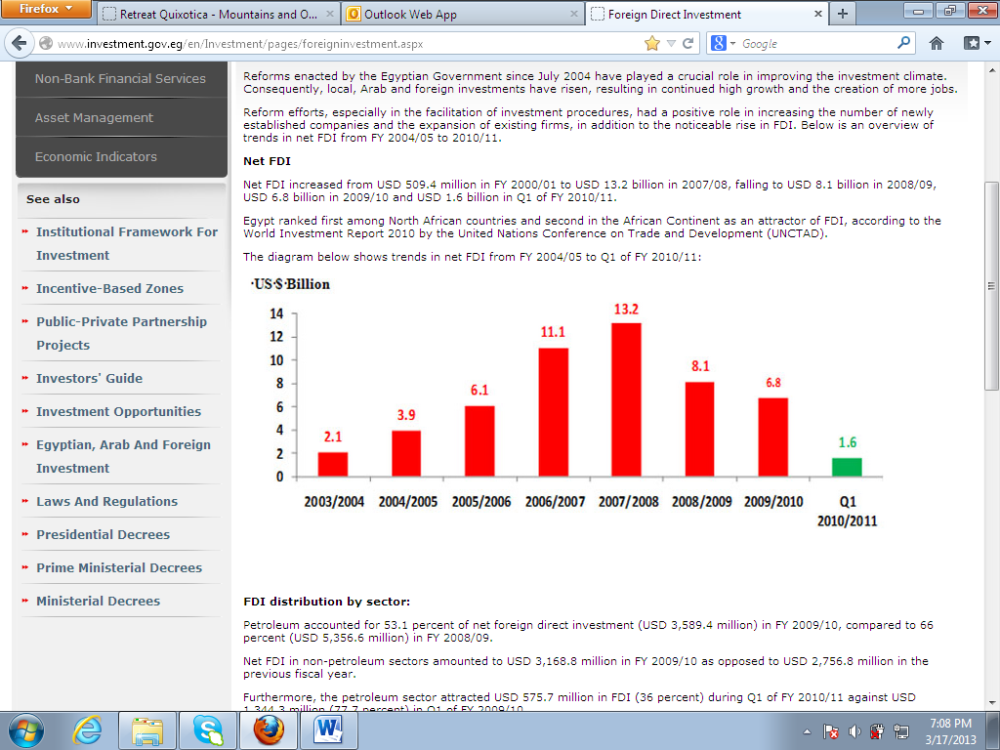 Firefox
Retreat Quixotica - Mountains and O...
Outlook Web App
Foreign Direct Investment
www.investment.gov.eg/en/Investment/pages/foreigninvestment.aspx
Google
Non-Bank Financial Services
Asset Management
Economic Indicators
See also
Institutional Framework For
Investment
Incentive-Based Zones
Public-Private Partnership
Projects
Investors' Guide
Investment Opportunities
Egyptian, Arab And Foreign
Investment
Laws And Regulations
Presidential Decrees
Prime Ministerial Decrees
Ministerial Decrees
Reforms enacted by the Egyptian Government since July 2004 have played a crucial role in improving the investment climate.
Consequently, local, Arab and foreign investments have risen, resulting in continued high growth and the creation of more jobs.
Reform efforts, especially in the facilitation of investment procedures, had a positive role in increasing the number of newly
established companies and the expansion of existing firms, in addition to the noticeable rise in FDI. Below is an overview of
trends in net FDI from FY 2004/05 to 2010/11.
Net FDI
Net FDI increased from USD 509.4 million in FY 2000/01 to USD 13.2 billion in 2007/08, falling to USD 8.1 billion in 2008/09,
USD 6.8 billion in 2009/10 and USD 1.6 billion in Q1 of FY 2010/11.
Egypt ranked first among North African countries and second in the African Continent as an attractor of FDI, according to the
World Investment Report 2010 by the United Nations Conference on Trade and Development (UNCTAD).
The diagram below shows trends in net FDI from FY 2004/05 to Q1 of FY 2010/11:
·US·$·Billion
14
12
10
8
6
4
2
0
2.1
3.9
6.1
11.1
13.2
8.1
6.8
1.6
2003/2004 2004/2005 2005/2006 2006/2007 2007/2008 2008/2009 2009/2010 Q1
2010/2011
FDI distribution by sector:
Petroleum accounted for 53.1 percent of net foreign direct investment (USD 3,589.4 million) in FY 2009/10, compared to 66
percent (USD 5,356.6 million) in FY 2008/09.
Net FDI in non-petroleum sectors amounted to USD 3,168.8 million in FY 2009/10 as opposed to USD 2,756.8 million in the
previous fiscal year.
Furthermore, the petroleum sector attracted USD 575.7 million in FDI (36 percent) during Q1 of FY 2010/11 against USD
1,344.3 million (77.7 percent) in Q1 of FY 2009/10.
7:08 PM
3/17/2013